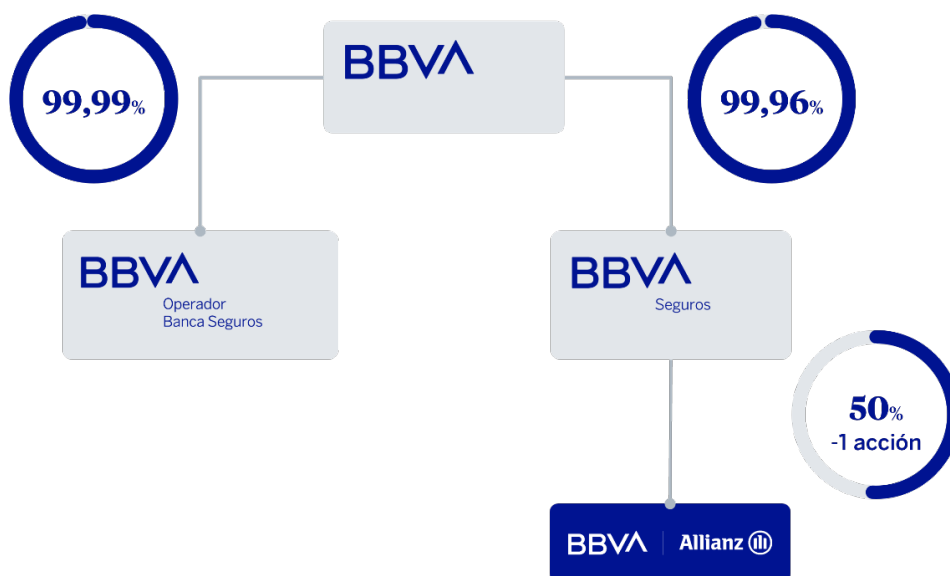 BBVA
99,99%
99,96%
BBVA
Operador
Banca Seguros
BBVA
Seguros
50%
-1 acción
BBVA | Allianz